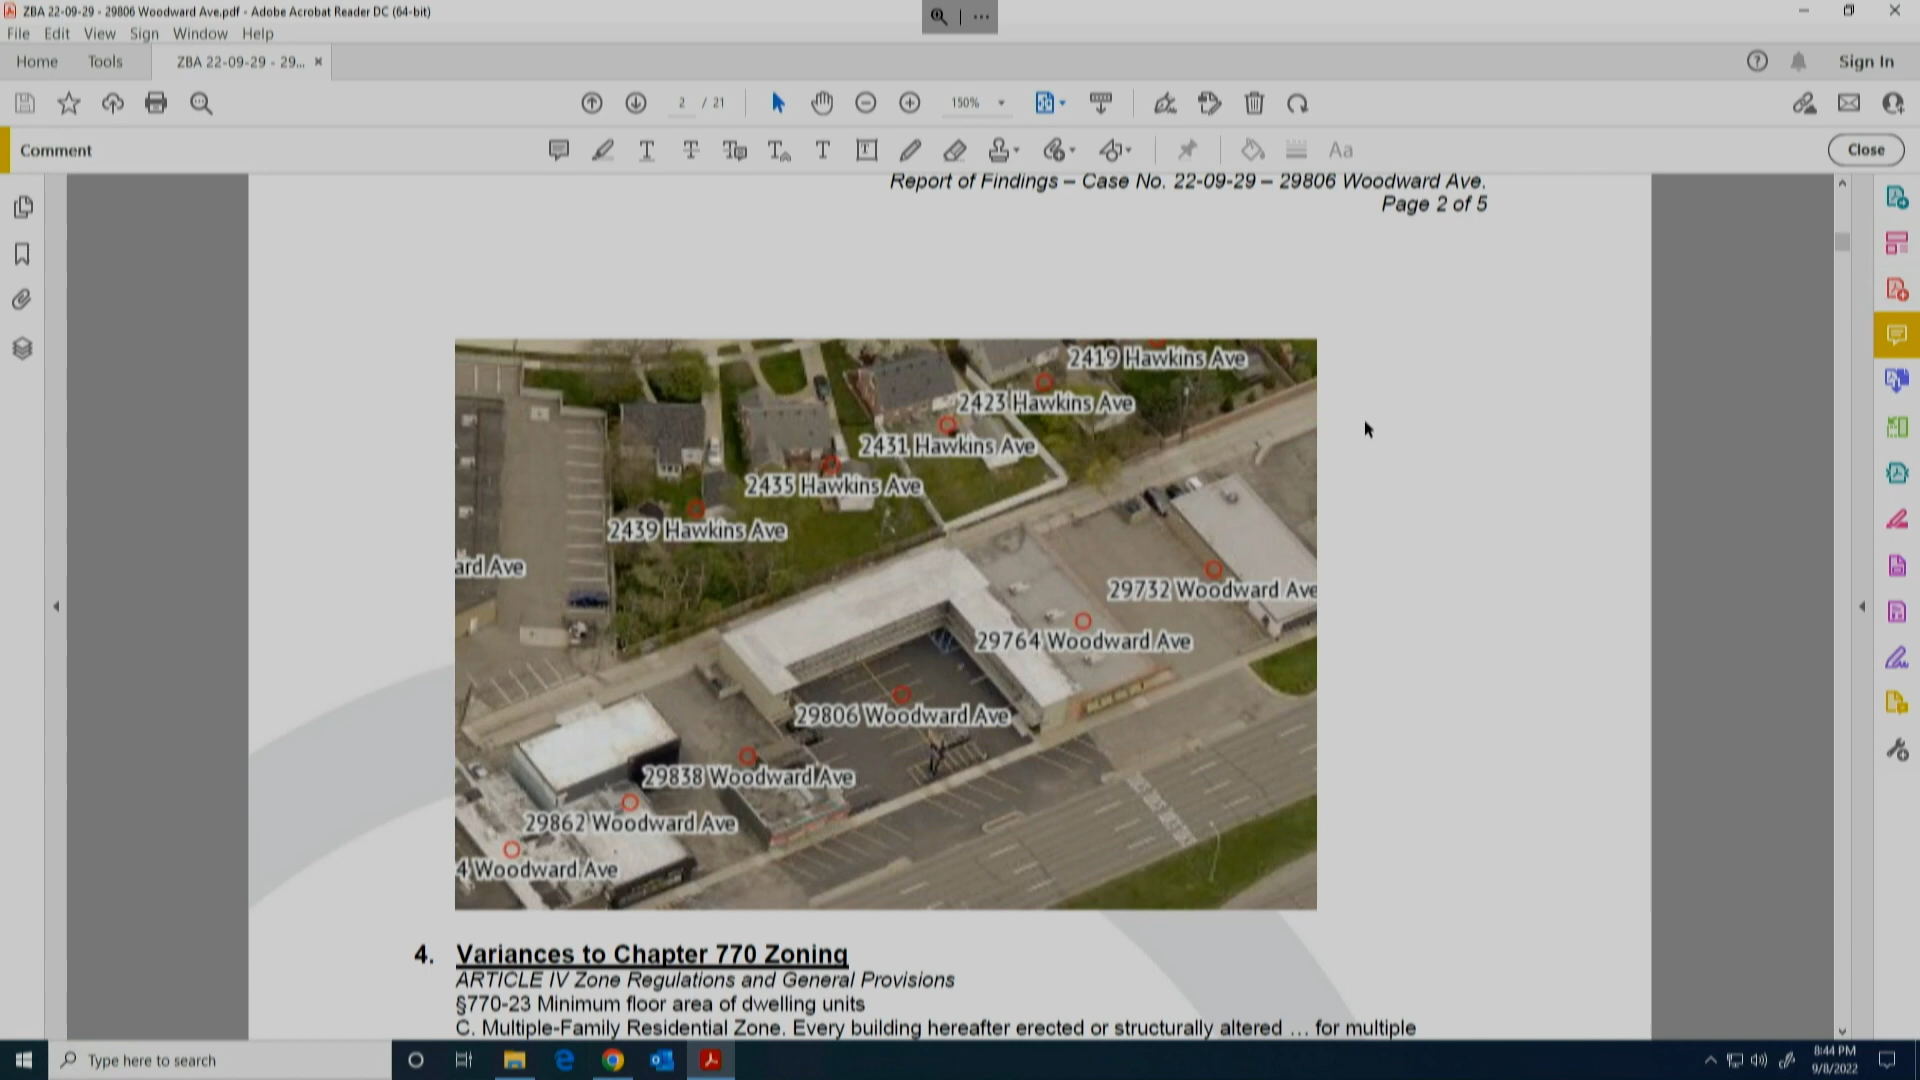 ZBA 22-09-29 - 29806 Woodward Ave.pdf - Adobe Acrobat Reader DC (64-bit)
File Edit View Sign Window Help
Home Tools ZBA 22-09-29 - 29... × Sign In
2 / 21 150%
Comment Close
Report of Findings – Case No. 22-09-29 – 29806 Woodward Ave.
Page 2 of 5
2419 Hawkins Ave
2423 Hawkins Ave
2431 Hawkins Ave
2435 Hawkins Ave
2439 Hawkins Ave
ard Ave
29732 Woodward Ave
29764 Woodward Ave
29806 Woodward Ave
29838 Woodward Ave
29862 Woodward Ave
4 Woodward Ave
4. Variances to Chapter 770 Zoning
ARTICLE IV Zone Regulations and General Provisions
§770-23 Minimum floor area of dwelling units
C. Multiple-Family Residential Zone. Every building hereafter erected or structurally altered … for multiple
Type here to search
8:44 PM
9/8/2022